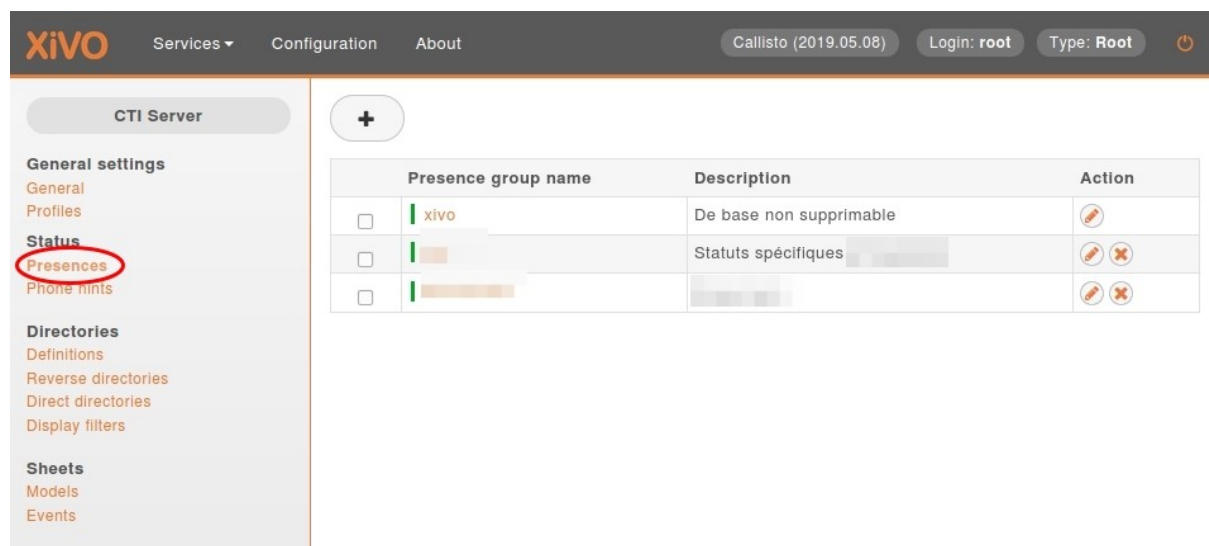 XiVO Services Configuration About Callisto (2019.05.08) Login: root Type: Root
CTI Server
General settings
General
Profiles
Status
Presences
Phone hints
Directories
Definitions
Reverse directories
Direct directories
Display filters
Sheets
Models
Events
Presence group name Description Action
xivo De base non supprimable
Statuts spécifiques